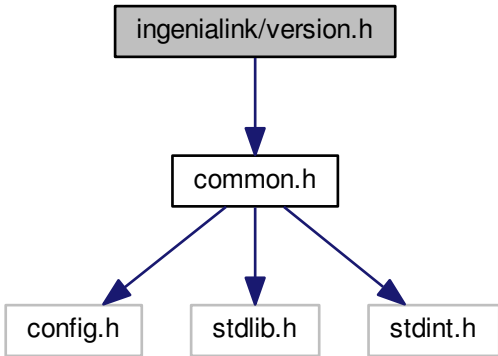 ingenialink/version.h
common.h
config.h
stdlib.h
stdint.h